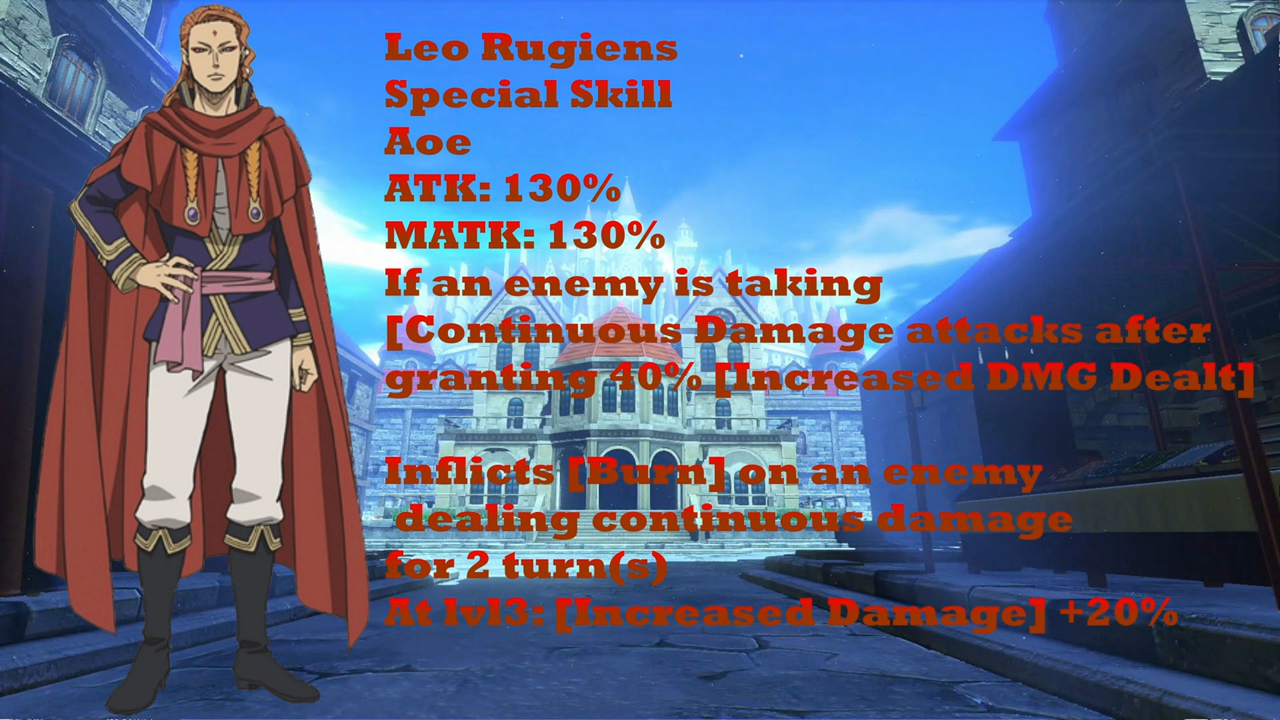 Leo Rugiens
Special Skill
Aoe
ATK: 130%
MATK: 130%
If an enemy is taking
[Continuous Damage attacks after
granting 40% [Increased DMG Dealt]
Inflicts [Burn] on an enemy
dealing continuous damage
for 2 turn(s)
At lvl3: [Increased Damage] +20%